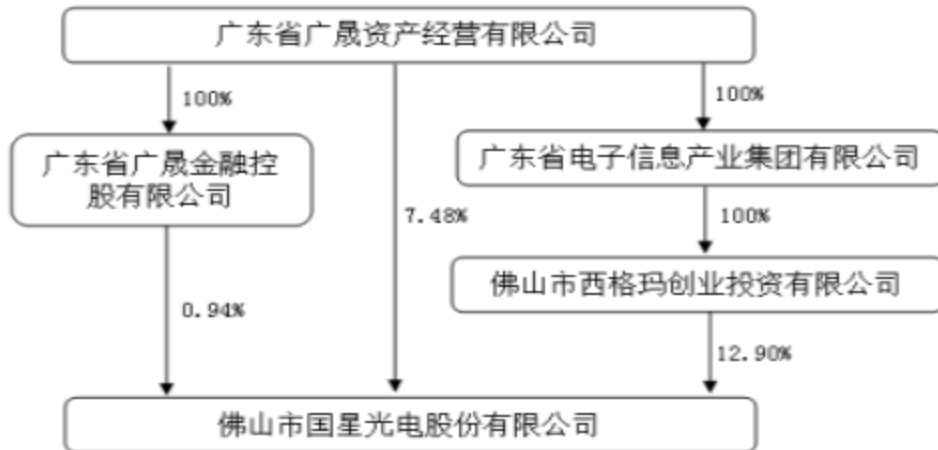 广东省广晟资产经营有限公司
100%
100%
广东省广晟金融控
股有限公司
广东省电子信息产业集团有限公司
7.48%
100%
佛山市西格玛创业投资有限公司
0.94%
12.90%
佛山市国星光电股份有限公司